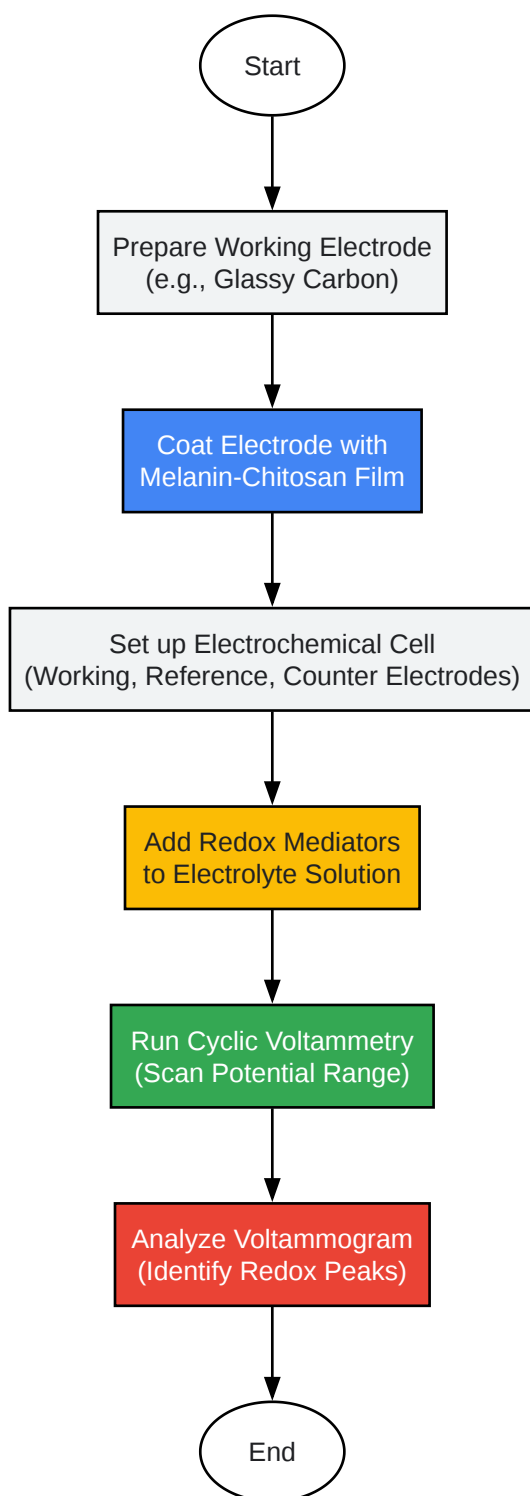 Start
Prepare Working Electrode
(e.g., Glassy Carbon)
Coat Electrode with
Melanin-Chitosan Film
Set up Electrochemical Cell
(Working, Reference, Counter Electrodes)
Add Redox Mediators
to Electrolyte Solution
Run Cyclic Voltammetry
(Scan Potential Range)
Analyze Voltammogram
(Identify Redox Peaks)
End